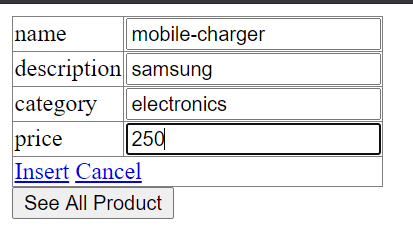 name mobile-charger
description samsung
category electronics
price 250
Insert Cancel
See All Product